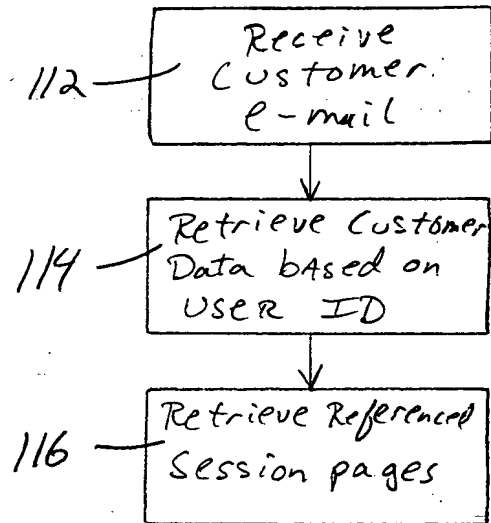 Receive
Customer
e-mail
112
Retrieve Customer
Data bAsed on
USER ID
114
Retrieve Referenced
Session pages
116